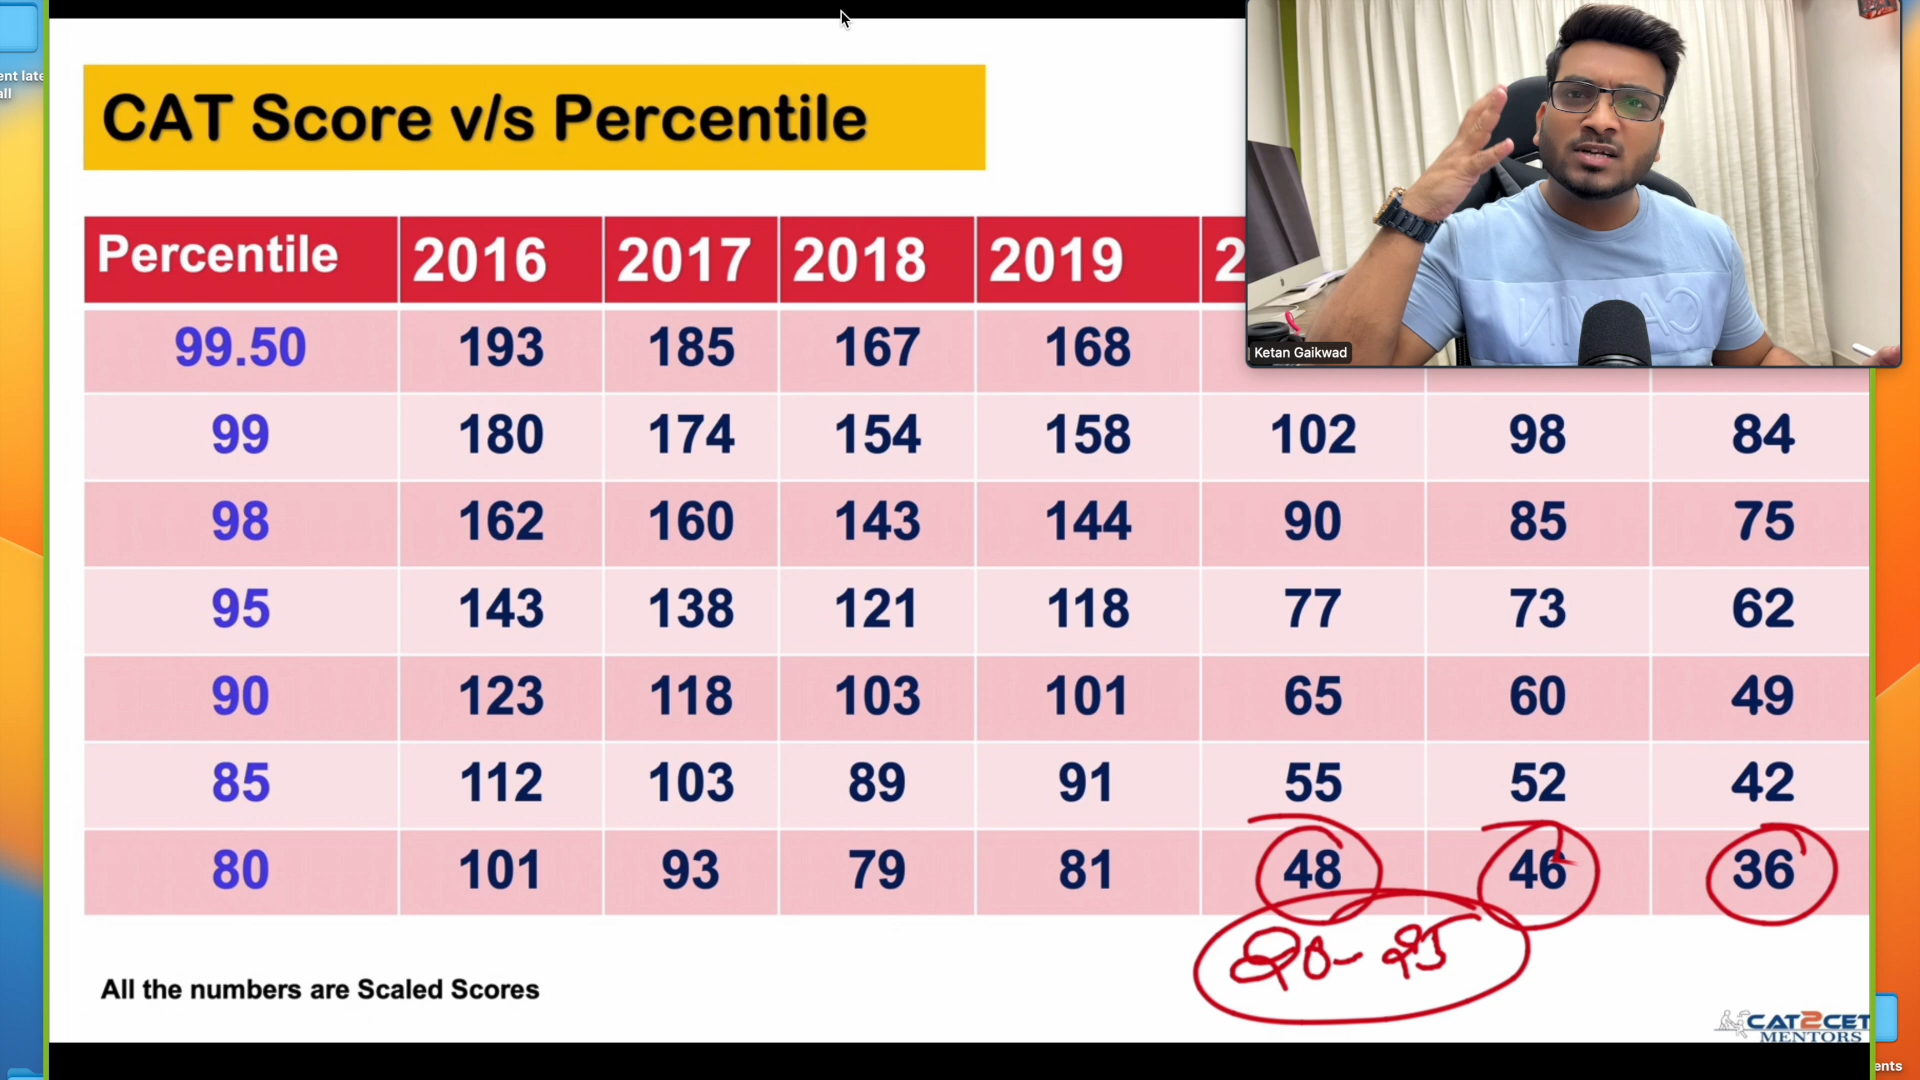 ent late
all
CAT Score v/s Percentile
Percentile 2016 2017 2018 2019 2
99.50 193 185 167 168
99 180 174 154 158 102 98 84
98 162 160 143 144 90 85 75
95 143 138 121 118 77 73 62
90 123 118 103 101 65 60 49
85 112 103 89 91 55 52 42
80 101 93 79 81 48 46 36
All the numbers are Scaled Scores
Ketan Gaikwad
CAT2CET
MENTORS
ents